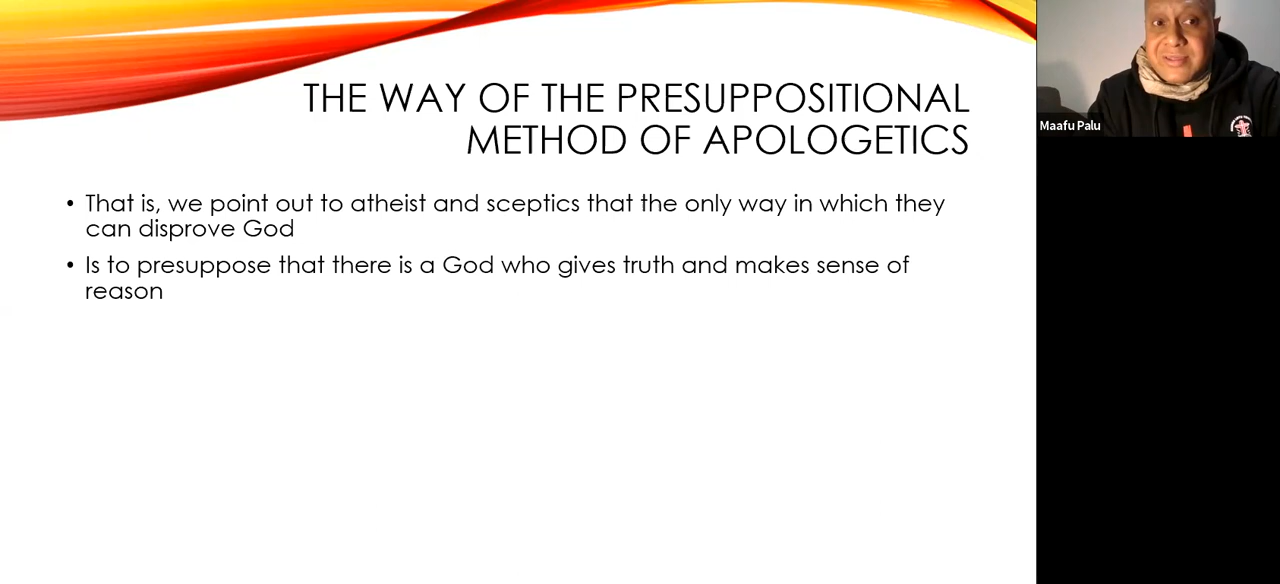 THE WAY OF THE PRESUPPOSITIONAL
METHOD OF APOLOGETICS
• That is, we point out to atheist and sceptics that the only way in which they
can disprove God
• Is to presuppose that there is a God who gives truth and makes sense of
reason
Maafu Palu